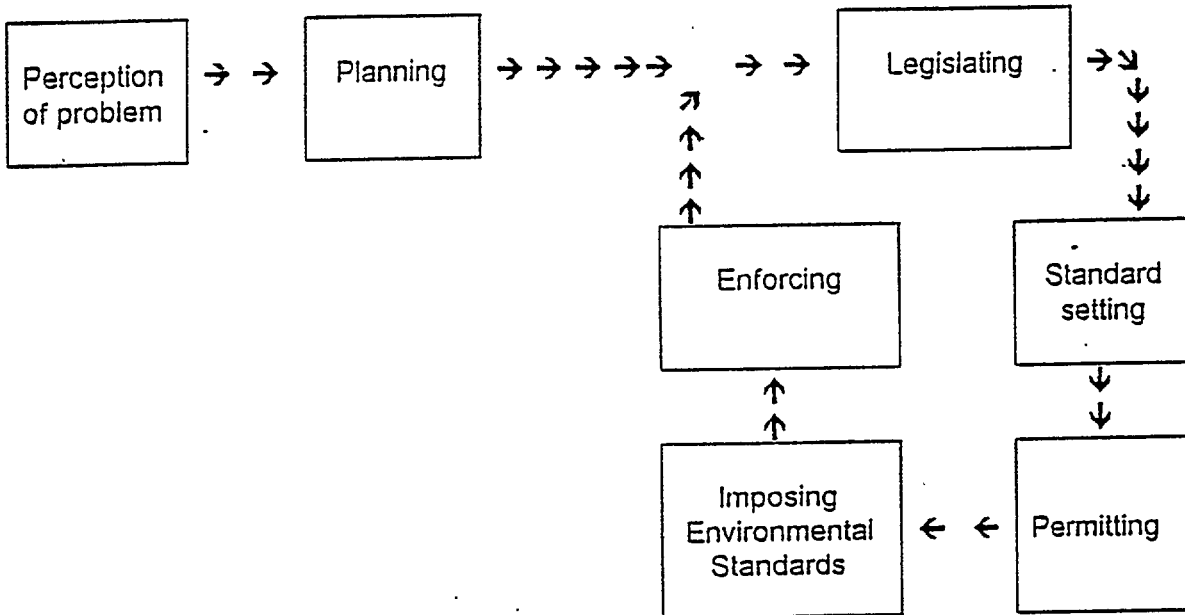 Perception
of problem
Planning
Legislating
Enforcing
Standard
setting
Imposing
Environmental
Standards
Permitting